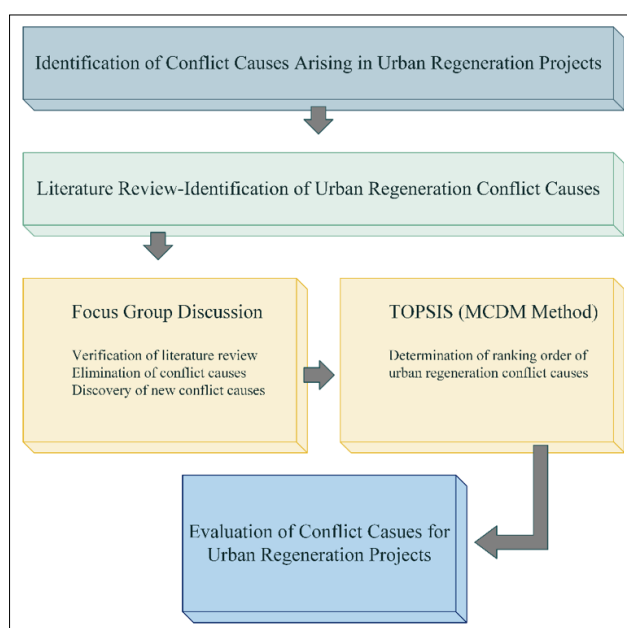 Identification of Conflict Causes Arising in Urban Regeneration Projects
Literature Review-Identification of Urban Regeneration Conflict Causes
Focus Group Discussion
Verification of literature review
Elimination of conflict causes
Discovery of new conflict causes
TOPSIS (MCDM Method)
Determination of ranking order of
urban regeneration conflict causes
Evaluation of Conflict Casues for
Urban Regeneration Projects